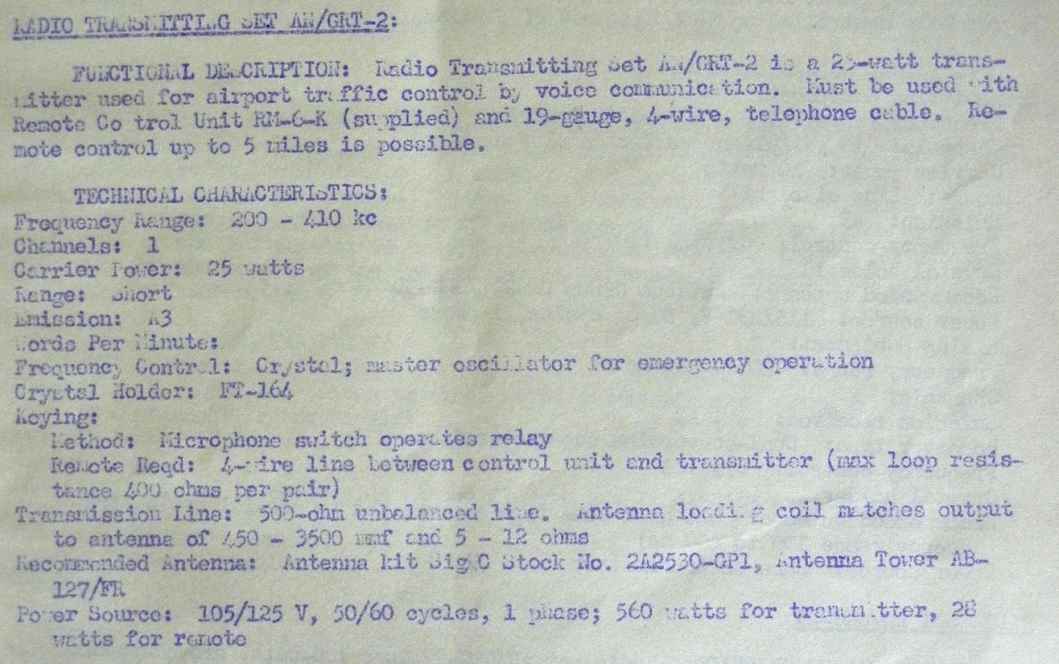 RADIO TRANSMITTING SET AN/GRT-2:
FUNCTIONAL DESCRIPTION: Radio Transmitting Set AN/GRT-2 is a 25-watt trans-
mitter used for airport traffic control by voice communication. Must be used with
Remote Control Unit RM-6-K (supplied) and 19-gauge, 4-wire, telephone cable. Re-
mote control up to 5 miles is possible.
TECHNICAL CHARACTERISTICS:
Frequency Range: 200 - 410 kc
Channels: 1
Carrier Power: 25 watts
Range: Short
Emission: A3
Words Per Minute:
Frequency Control: Crystal; master oscillator for emergency operation
Crystal Holder: FT-164
Keying:
Method: Microphone switch operates relay
Remote Reqd: 4-wire line between control unit and transmitter (max loop resis-
tance 400 ohms per pair)
Transmission Line: 500-ohm unbalanced line. Antenna loading coil matches output
to antenna of 450 - 3500 mmf and 5 - 12 ohms
Recommended Antenna: Antenna kit Sig C Stock No. 2A2530-GP1, Antenna Tower AB-
127/FR
Power Source: 105/125 V, 50/60 cycles, 1 phase; 560 watts for transmitter, 28
watts for remote